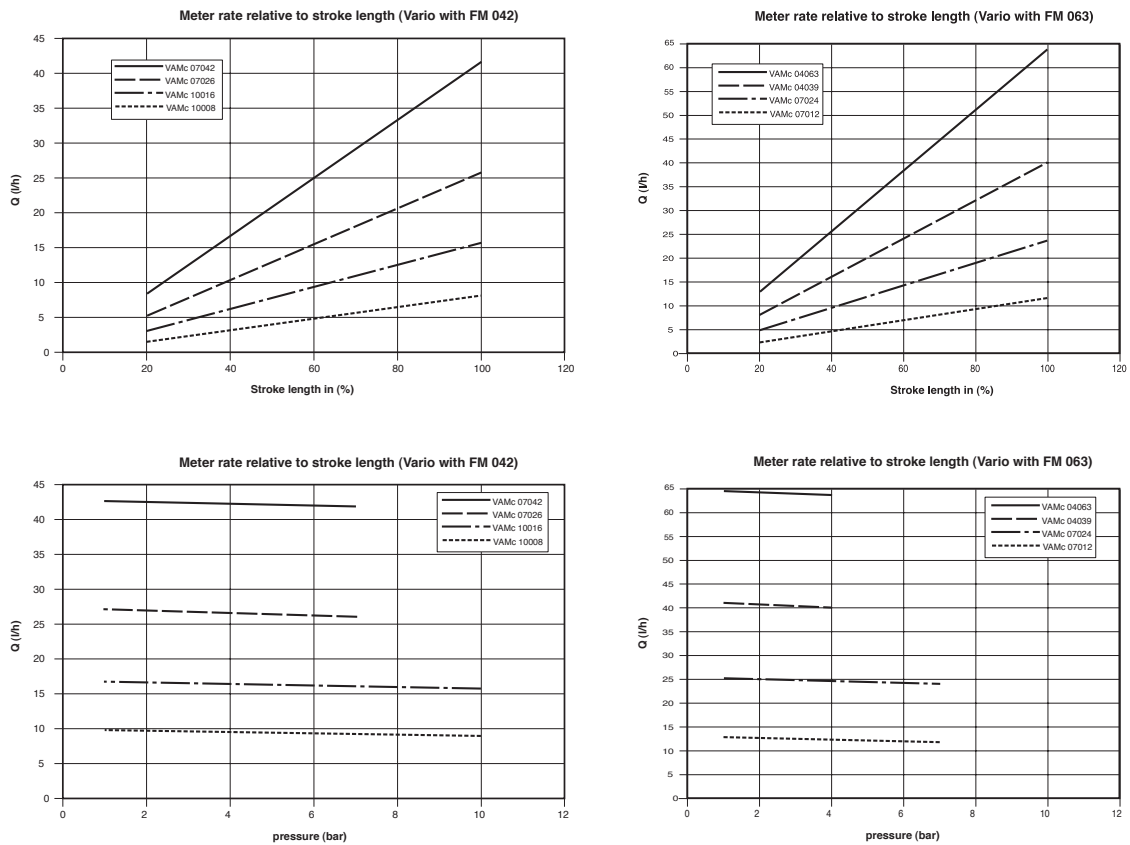 Meter rate relative to stroke length (Vario with FM 042)
45
40
35
30
25
20
15
10
5
0
Q (l/h)
VAMc 07042
VAMc 07026
VAMc 10016
VAMc 10008
0 20 40 60 80 100 120
Stroke length in (%)
Meter rate relative to stroke length (Vario with FM 063)
65
60
55
50
45
40
35
30
25
20
15
10
5
0
Q (l/h)
VAMc 04063
VAMc 04039
VAMc 07024
VAMc 07012
0 20 40 60 80 100 120
Stroke length in (%)
Meter rate relative to stroke length (Vario with FM 042)
45
40
35
30
25
20
15
10
5
0
Q (l/h)
VAMc 07042
VAMc 07026
VAMc 10016
VAMc 10008
0 2 4 6 8 10 12
pressure (bar)
Meter rate relative to stroke length (Vario with FM 063)
65
60
55
50
45
40
35
30
25
20
15
10
5
0
Q (l/h)
VAMc 04063
VAMc 04039
VAMc 07024
VAMc 07012
0 2 4 6 8 10 12
pressure (bar)